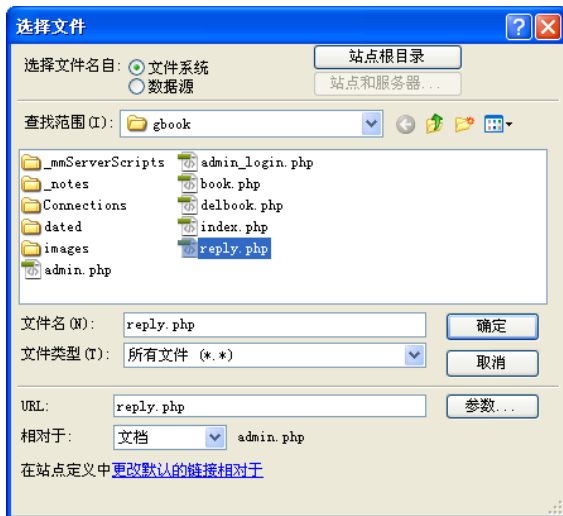 选择文件
选择文件名自: 文件系统
数据源
站点根目录
站点和服务器...
查找范围(I): gbook
_mmServerScripts
_notes
Connections
dated
images
admin.php
admin_login.php
book.php
delbook.php
index.php
reply.php
文件名(N): reply.php 确定
文件类型(T): 所有文件 (*.*) 取消
URL: reply.php 参数...
相对于: 文档 admin.php
在站点定义中更改默认的链接相对于